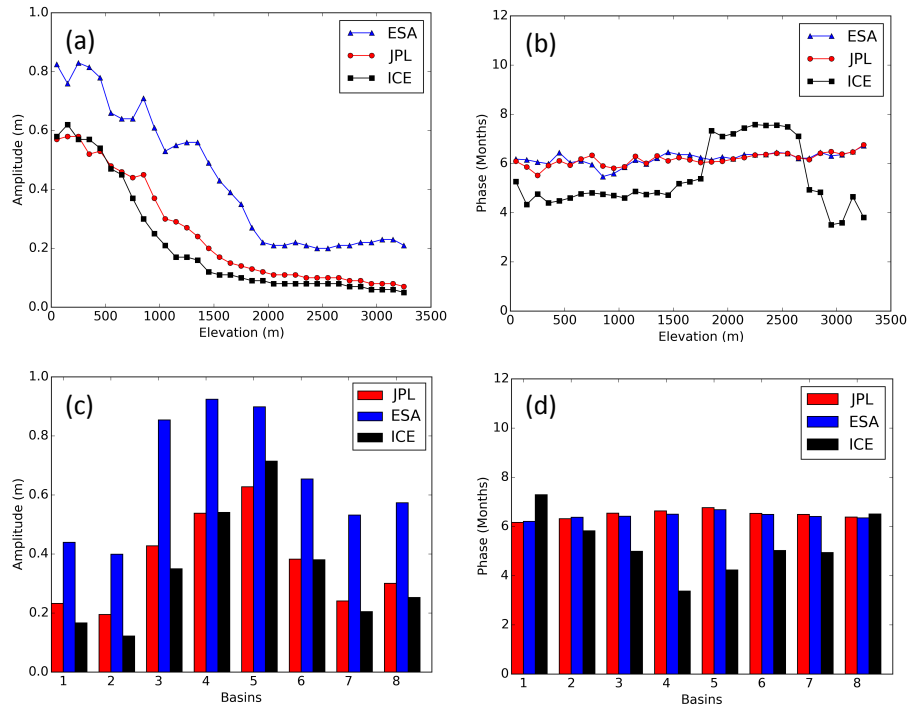 (a)
ESA
JPL
ICE
Amplitude (m)
1.0
0.8
0.6
0.4
0.2
0.0
0 500 1000 1500 2000 2500 3000 3500
Elevation (m)
(b)
ESA
JPL
ICE
Phase (Months)
12
10
8
6
4
2
0
0 500 1000 1500 2000 2500 3000 3500
Elevation (m)
(c)
JPL
ESA
ICE
Amplitude (m)
1.0
0.8
0.6
0.4
0.2
0.0
1 2 3 4 5 6 7 8
Basins
(d)
JPL
ESA
ICE
Phase (Months)
12
10
8
6
4
2
0
1 2 3 4 5 6 7 8
Basins